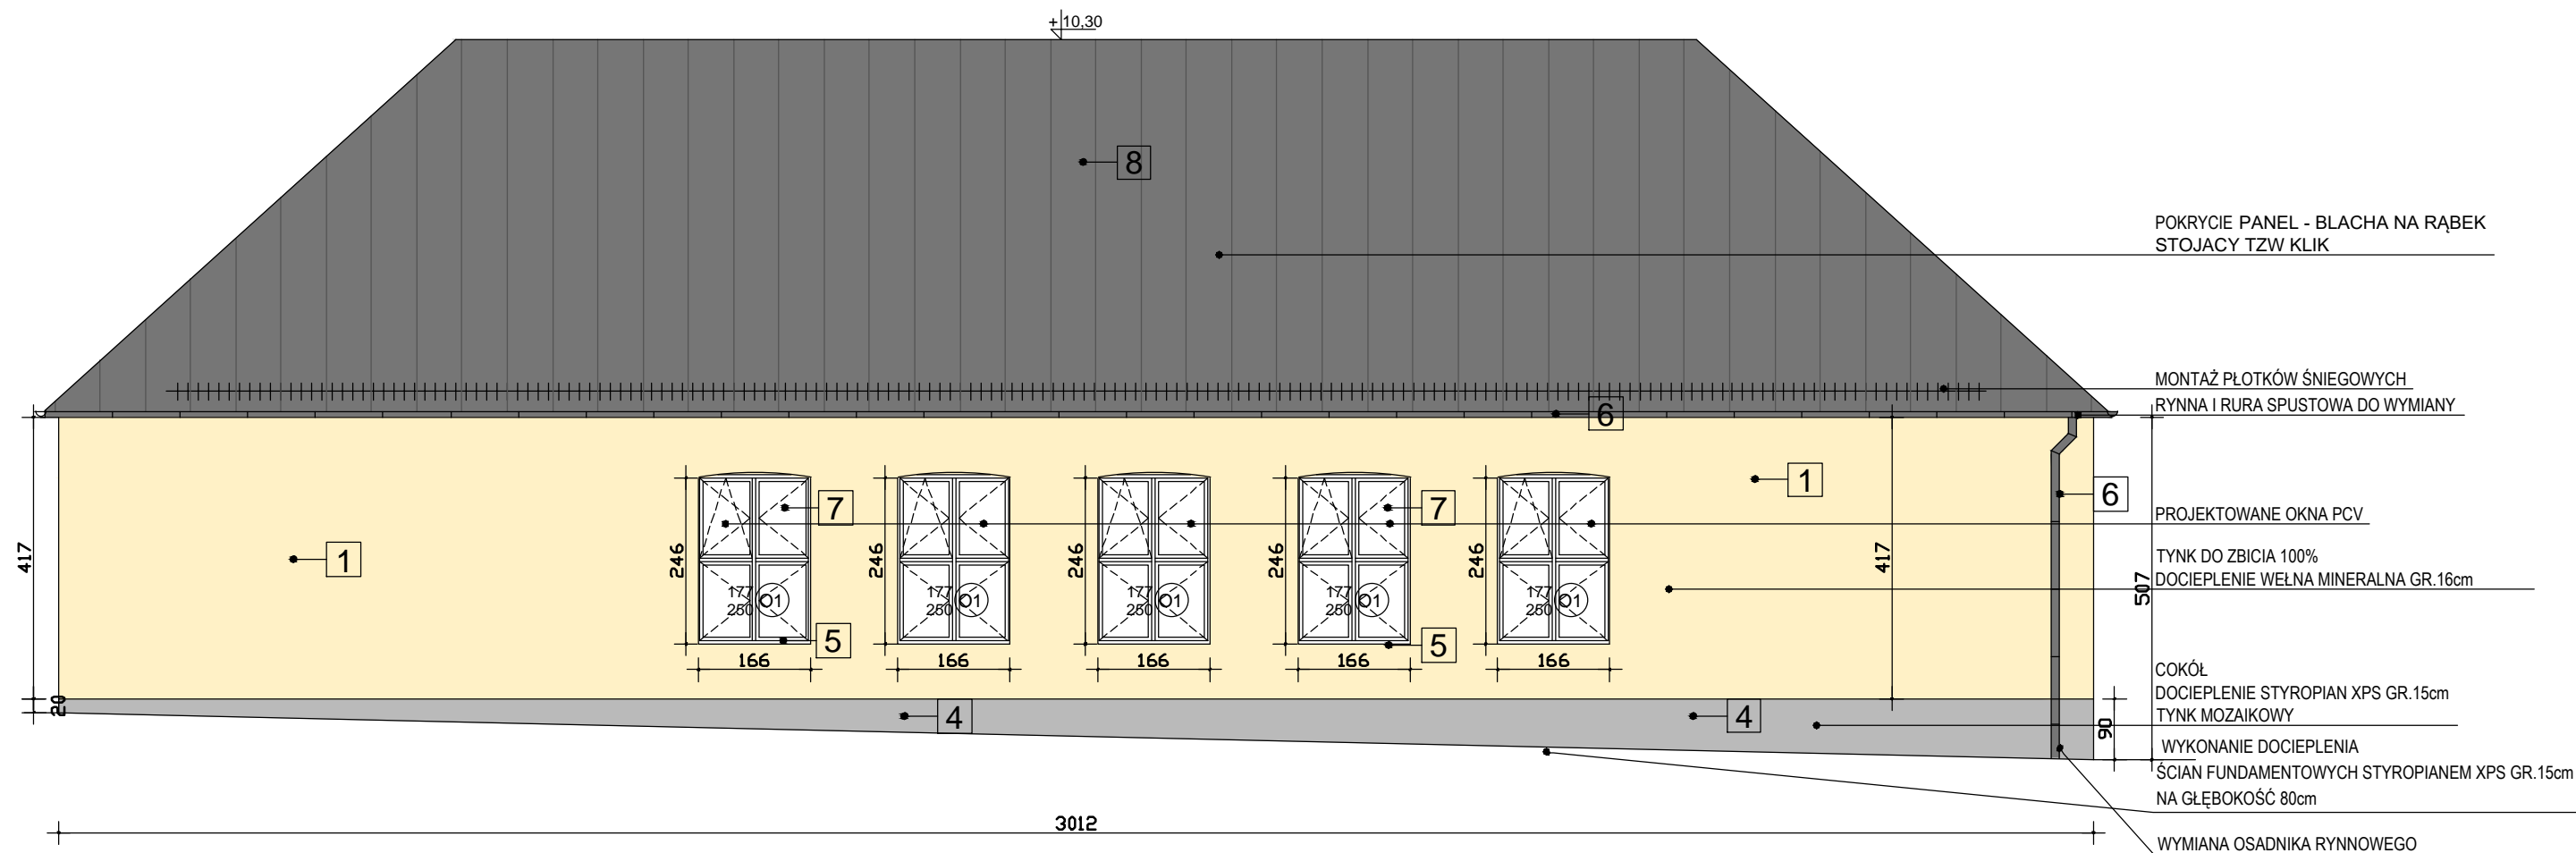 +10,30
8
POKRYCIE PANEL - BLACHA NA RĄBEK
STOJACY TZW KLIK
MONTAŻ PŁOTKÓW ŚNIEGOWYCH
6
RYNNA I RURA SPUSTOWA DO WYMIANY
1
7
7
6
PROJEKTOWANE OKNA PCV
417
1
246
246
246
246
246
417
TYNK DO ZBICIA 100%
DOCIEPLENIE WEŁNA MINERALNA GR.16cm
507
177
250
O1
177
250
O1
177
250
O1
177
250
O1
177
250
O1
5
5
166
166
166
166
166
COKÓŁ
DOCIEPLENIE STYROPIAN XPS GR.15cm
TYNK MOZAIKOWY
20
4
4
90
WYKONANIE DOCIEPLENIA
ŚCIAN FUNDAMENTOWYCH STYROPIANEM XPS GR.15cm
NA GŁĘBOKOŚĆ 80cm
3012
WYMIANA OSADNIKA RYNNOWEGO